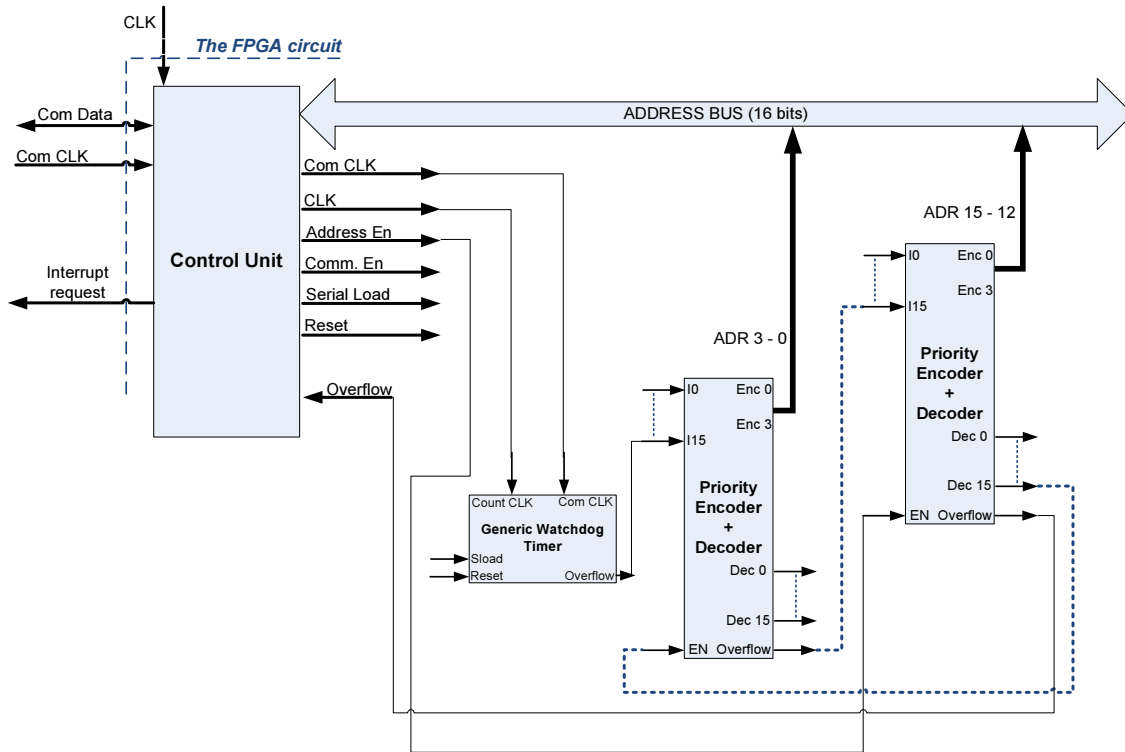 CLK
The FPGA circuit
Com Data
ADDRESS BUS (16 bits)
Com CLK
Com CLK
CLK
ADR 15 - 12
Address En
Control Unit
Comm. En
I0
Enc 0
Interrupt
request
Serial Load
Enc 3
I15
Reset
ADR 3 - 0
Priority
Encoder
+
Decoder
Overflow
I0
Enc 0
Enc 3
I15
Dec 0
Priority
Encoder
+
Decoder
Dec 15
Count CLK
Com CLK
EN
Overflow
Generic Watchdog
Timer
Sload
Reset
Overflow
Dec 0
Dec 15
EN
Overflow